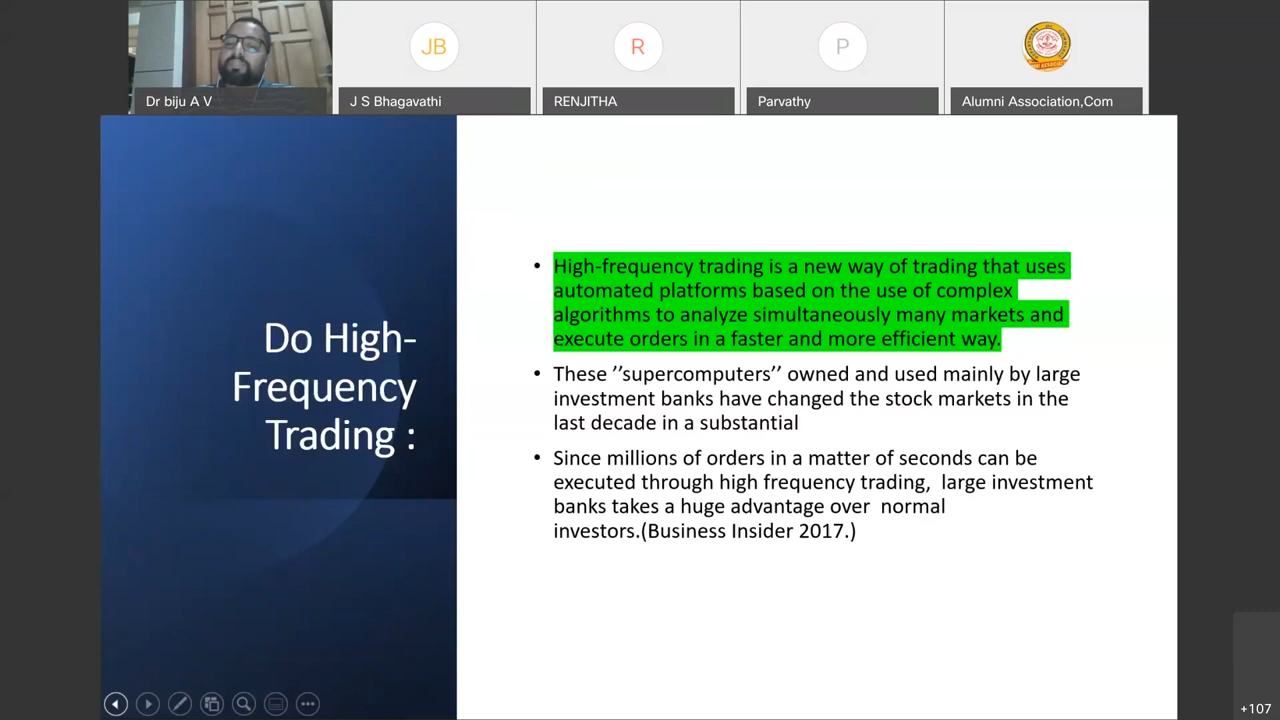 JB
R
P
Dr biju A V
J S Bhagavathi
RENJITHA
Parvathy
Alumni Association,Com
Do High-
Frequency
Trading :
• High-frequency trading is a new way of trading that uses
automated platforms based on the use of complex
algorithms to analyze simultaneously many markets and
execute orders in a faster and more efficient way.
• These ’’supercomputers’’ owned and used mainly by large
investment banks have changed the stock markets in the
last decade in a substantial
• Since millions of orders in a matter of seconds can be
executed through high frequency trading,  large investment
banks takes a huge advantage over  normal
investors.(Business Insider 2017.)
+107